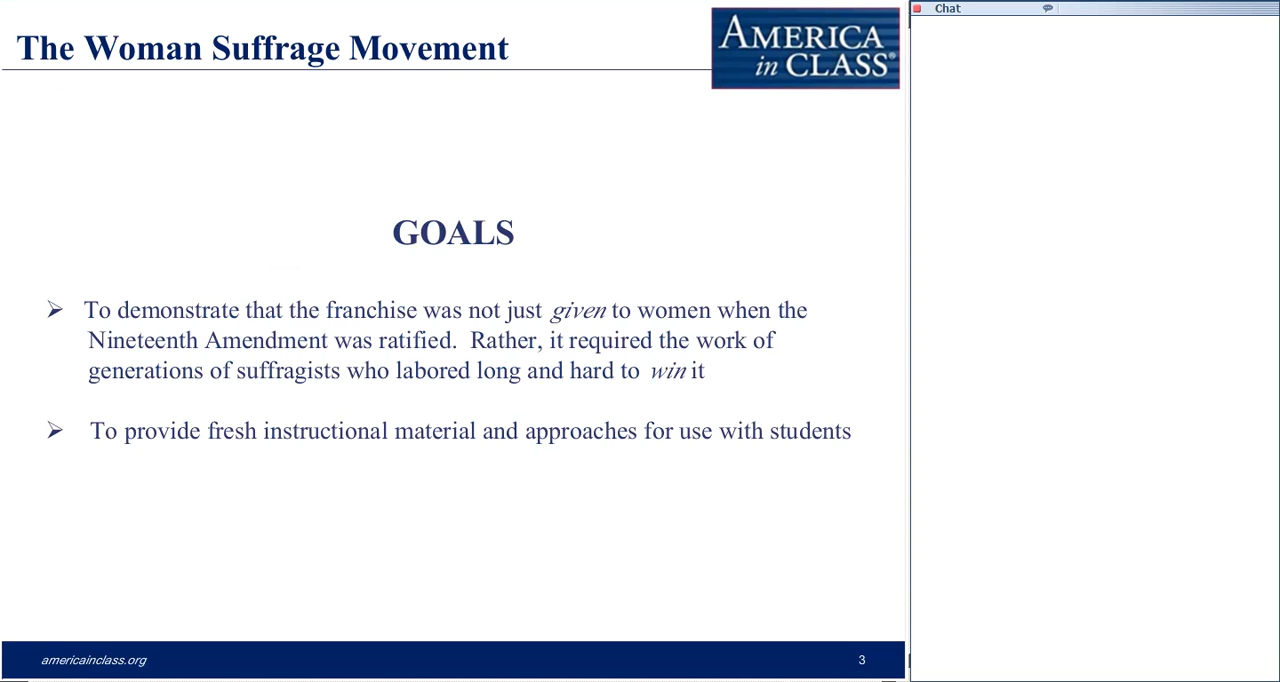 The Woman Suffrage Movement
AMERICA
in CLASS®
Chat
GOALS
➢ To demonstrate that the franchise was not just given to women when the
Nineteenth Amendment was ratified. Rather, it required the work of
generations of suffragists who labored long and hard to win it
➢ To provide fresh instructional material and approaches for use with students
americainclass.org
3